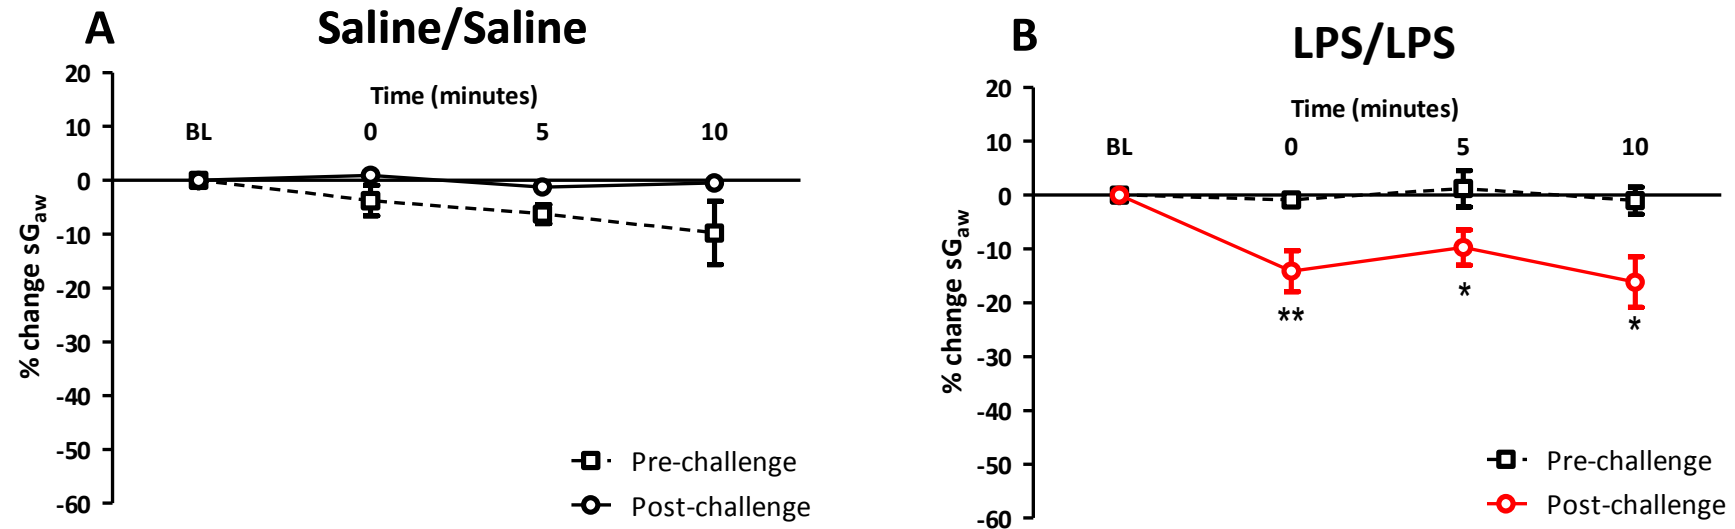 A
Saline/Saline
20
10
0
-10
-20
-30
-40
-50
-60
% change sGaw
Time (minutes)
BL 0 5 10
Pre-challenge
Post-challenge
B
LPS/LPS
20
10
0
-10
-20
-30
-40
-50
-60
% change sGaw
Time (minutes)
BL 0 5 10
** * *
Pre-challenge
Post-challenge